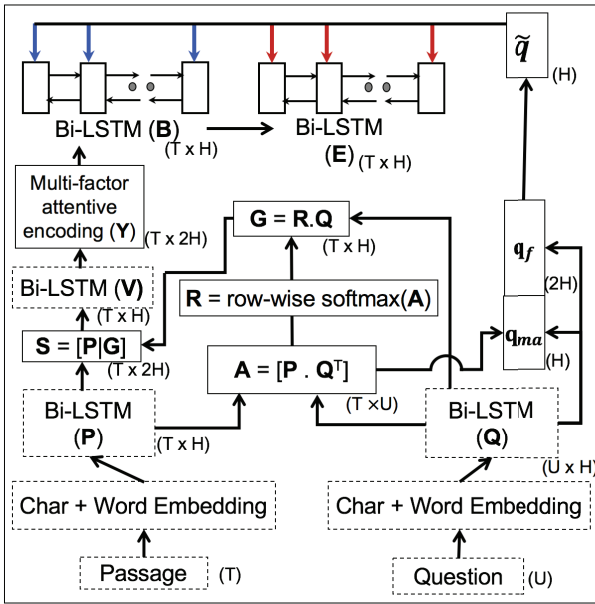 q̃
(H)
Bi-LSTM (B)
(T x H)
Bi-LSTM
(E)
(T x H)
Multi-factor
attentive
encoding (Y)
(T x 2H)
G = R.Q
(T x H)
q_f
(2H)
Bi-LSTM (V)
(T x H)
R = row-wise softmax(A)
S = [P|G]
(T x 2H)
q_ma
(H)
A = [P . Q^T]
(T ×U)
Bi-LSTM
(P)
(T x H)
Bi-LSTM
(Q)
(U x H)
Char + Word Embedding
Char + Word Embedding
Passage
(T)
Question
(U)